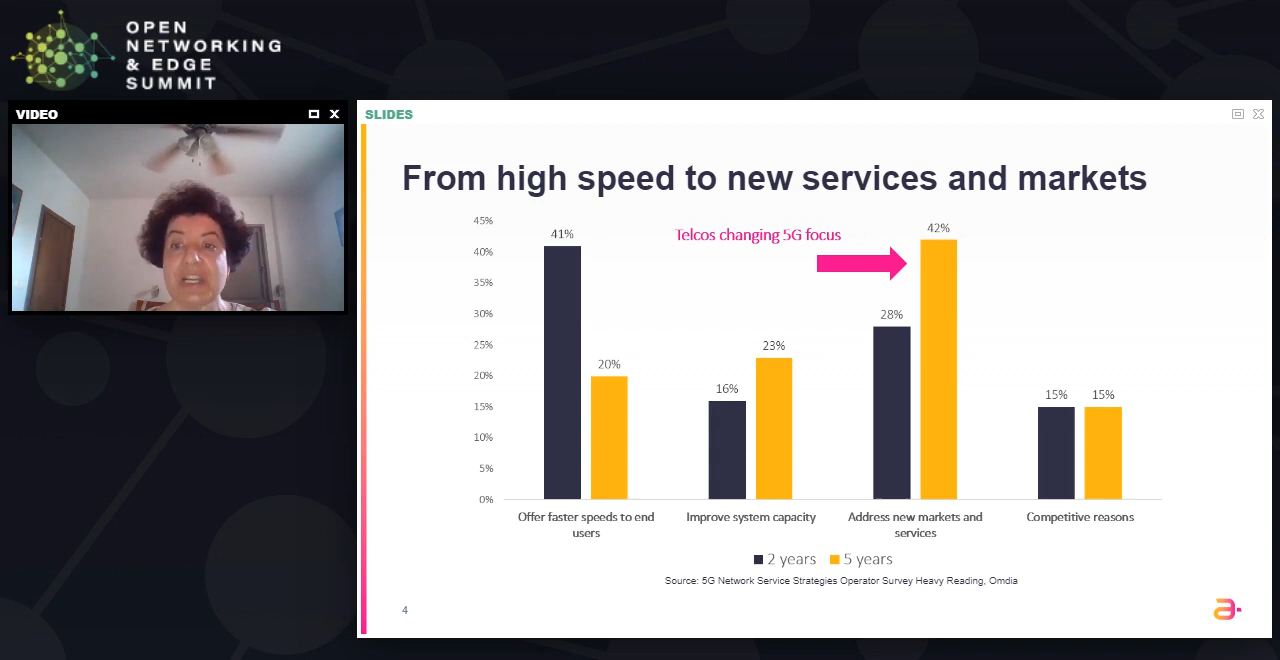 OPEN
NETWORKING
& EDGE
SUMMIT
VIDEO
SLIDES
From high speed to new services and markets
45%
40%
35%
30%
25%
20%
15%
10%
5%
0%
Telcos changing 5G focus
41%
20%
16%
23%
28%
42%
15%
15%
Offer faster speeds to end
users
Improve system capacity
Address new markets and
services
Competitive reasons
2 years
5 years
Source: 5G Network Service Strategies Operator Survey Heavy Reading, Omdia
4
a